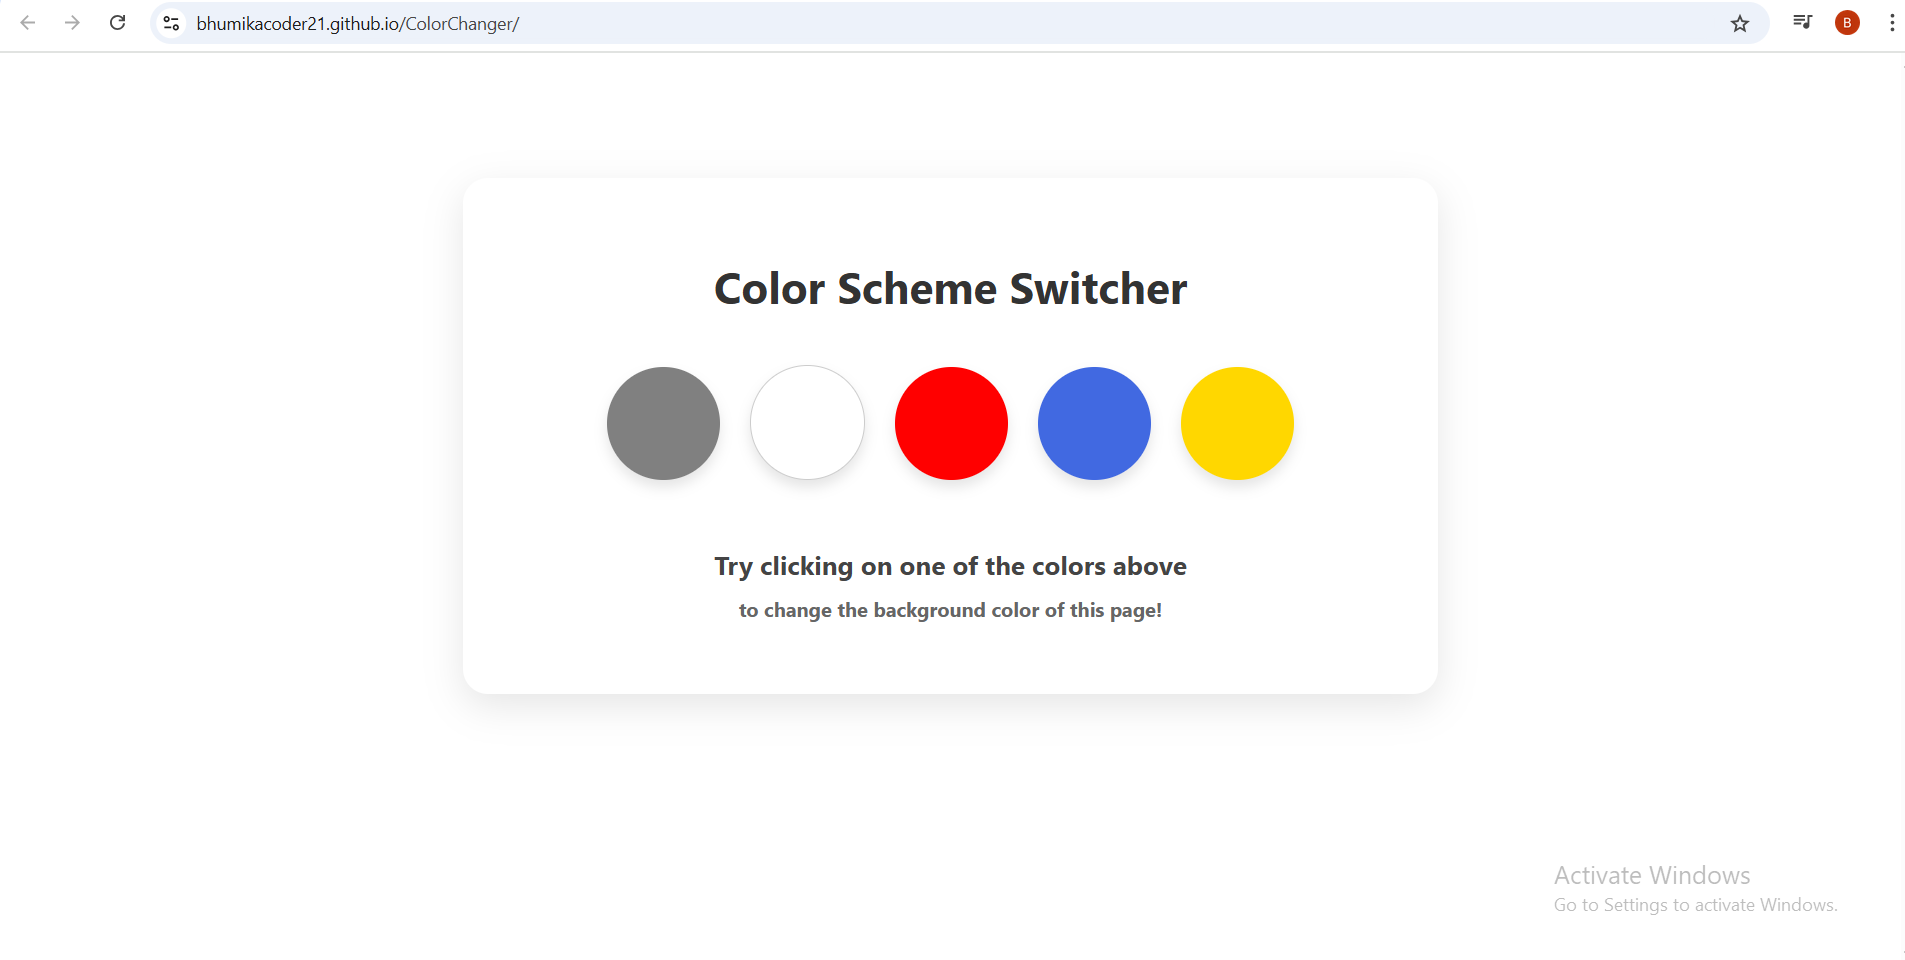 bhumikacoder21.github.io/ColorChanger/
B
Color Scheme Switcher
Try clicking on one of the colors above
to change the background color of this page!
Activate Windows
Go to Settings to activate Windows.